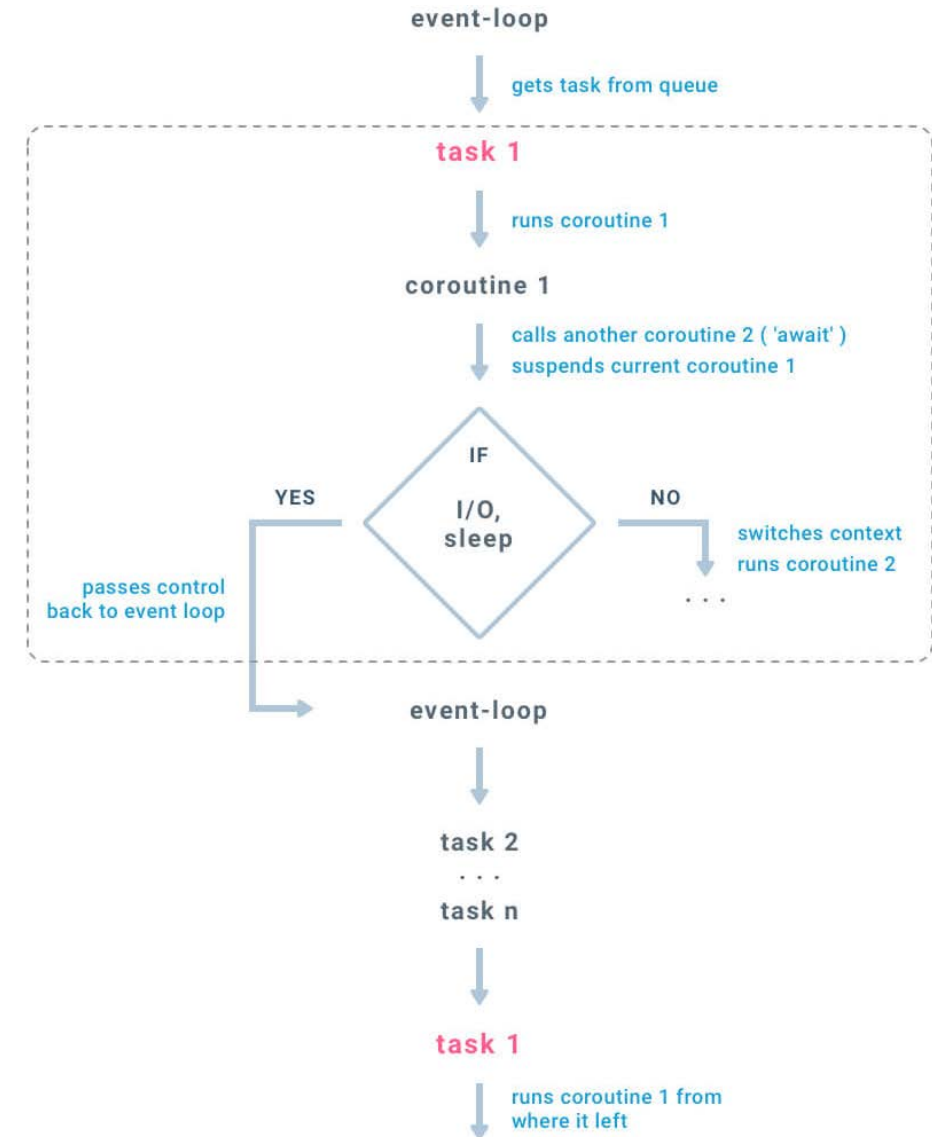 event-loop
gets task from queue
task 1
runs coroutine 1
coroutine 1
calls another coroutine 2 ( 'await' )
suspends current coroutine 1
IF
YES
I/O,
sleep
NO
switches context
runs coroutine 2
. . .
passes control
back to event loop
event-loop
task 2
. . .
task n
task 1
runs coroutine 1 from
where it left